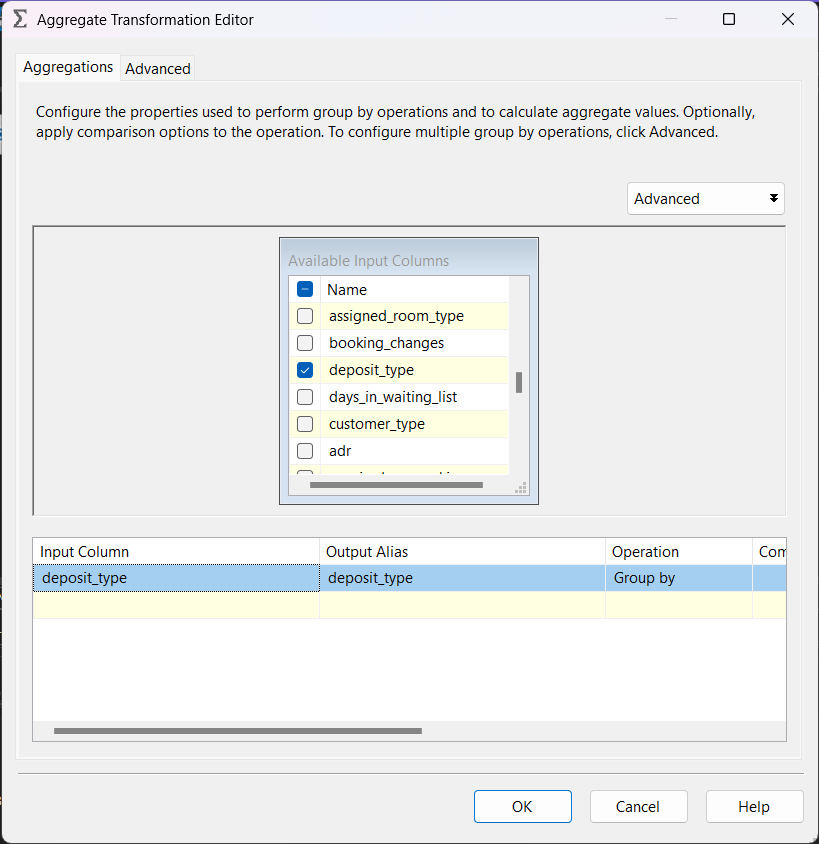 Aggregate Transformation Editor
Aggregations
Advanced
Configure the properties used to perform group by operations and to calculate aggregate values. Optionally,
apply comparison options to the operation. To configure multiple group by operations, click Advanced.
Advanced
Available Input Columns
Name
assigned_room_type
booking_changes
deposit_type
days_in_waiting_list
customer_type
adr
Input Column Output Alias Operation Com
deposit_type deposit_type Group by
OK Cancel Help